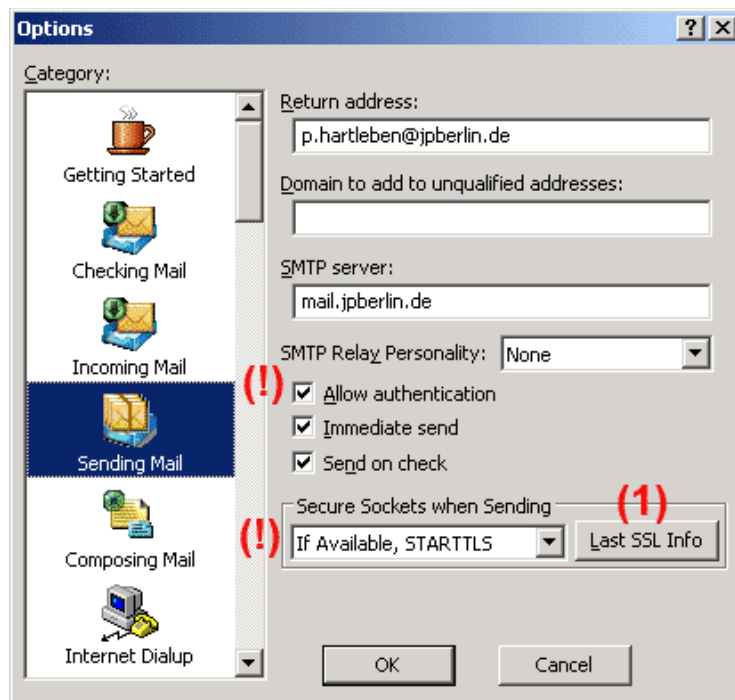 Options
Category:
Getting Started
Checking Mail
Incoming Mail
Sending Mail
Composing Mail
Internet Dialup
Return address:
p.hartleben@jpberlin.de
Domain to add to unqualified addresses:
SMTP server:
mail.jpberlin.de
SMTP Relay Personality: None
(!) Allow authentication
Immediate send
Send on check
Secure Sockets when Sending (1)
(!) If Available, STARTTLS Last SSL Info
OK Cancel